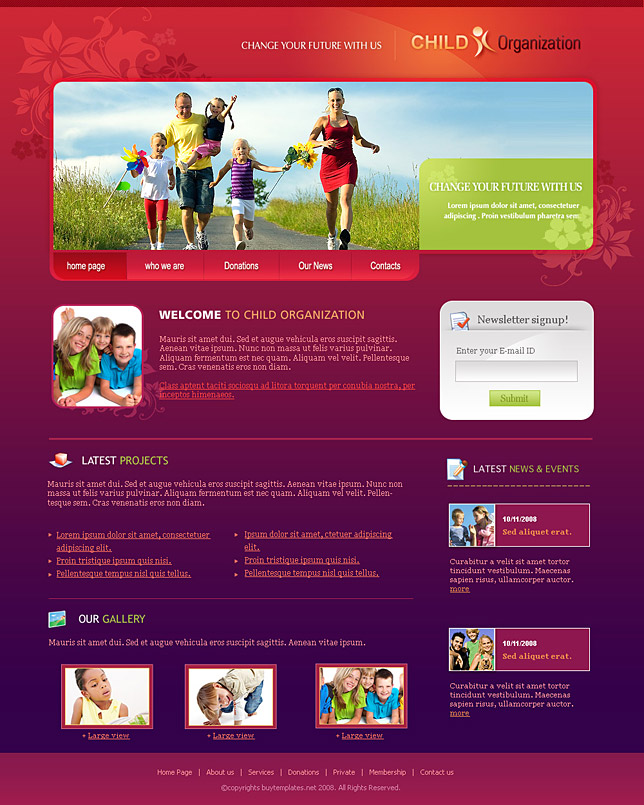 CHANGE YOUR FUTURE WITH US
CHILD Organization
CHANGE YOUR FUTURE WITH US
Lorem ipsum dolor sit amet, consectetuer
adipiscing . Proin vestibulum pharetra sem.
home page
who we are
Donations
Our News
Contacts
WELCOME TO CHILD ORGANIZATION
Mauris sit amet dui. Sed et augue vehicula eros suscipit sagittis.
Aenean vitae ipsum. Nunc non massa ut felis varius pulvinar.
Aliquam fermentum est nec quam. Aliquam vel velit. Pellentesque
sem. Cras venenatis eros non diam.
Class aptent taciti sociosqu ad litora torquent per conubia nostra, per
inceptos himenaeos.
Newsletter signup!
Enter your E-mail ID
Submit
LATEST PROJECTS
Mauris sit amet dui. Sed et augue vehicula eros suscipit sagittis. Aenean vitae ipsum. Nunc non
massa ut felis varius pulvinar. Aliquam fermentum est nec quam. Aliquam vel velit. Pellen-
tesque sem. Cras venenatis eros non diam.
Lorem ipsum dolor sit amet, consectetuer
adipiscing elit.
Proin tristique ipsum quis nisi.
Pellentesque tempus nisl quis tellus.
Ipsum dolor sit amet, ctetuer adipiscing
elit.
Proin tristique ipsum quis nisi.
Pellentesque tempus nisl quis tellus.
LATEST NEWS & EVENTS
10/11/2008
Sed aliquet erat.
Curabitur a velit sit amet tortor
tincidunt vestibulum. Maecenas
sapien risus, ullamcorper auctor.
more
10/11/2008
Sed aliquet erat.
Curabitur a velit sit amet tortor
tincidunt vestibulum. Maecenas
sapien risus, ullamcorper auctor.
more
OUR GALLERY
Mauris sit amet dui. Sed et augue vehicula eros suscipit sagittis. Aenean vitae ipsum.
+ Large view
+ Large view
+ Large view
Home Page | About us | Services | Donations | Private | Membership | Contact us
©copyrights buytemplates.net 2008. All Rights Reserved.